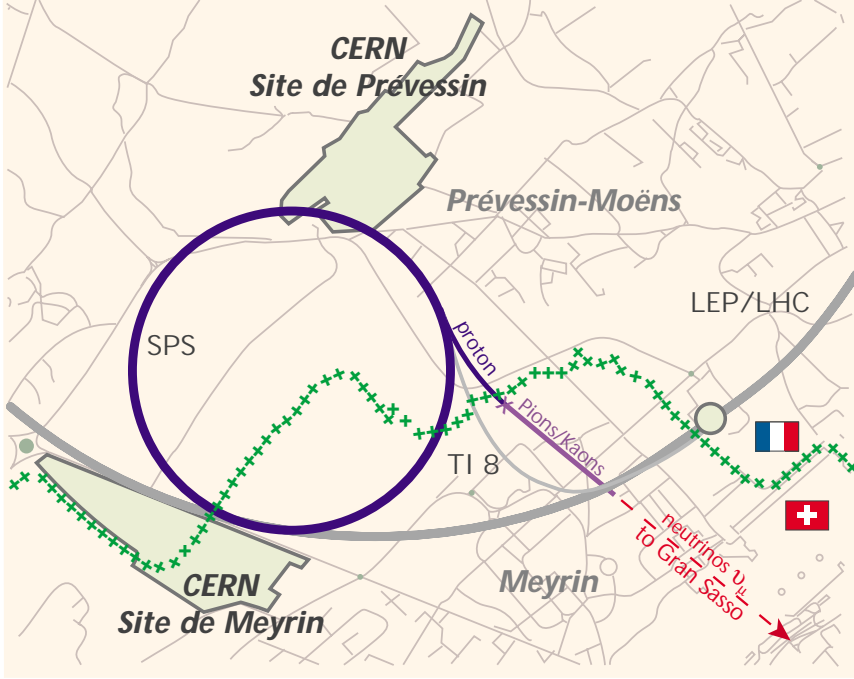 CERN
Site de Prévessin
Prévessin-Moëns
LEP/LHC
SPS
proton
Pions/Kaons
TI 8
neutrinos υμ
to Gran Sasso
Meyrin
CERN
Site de Meyrin